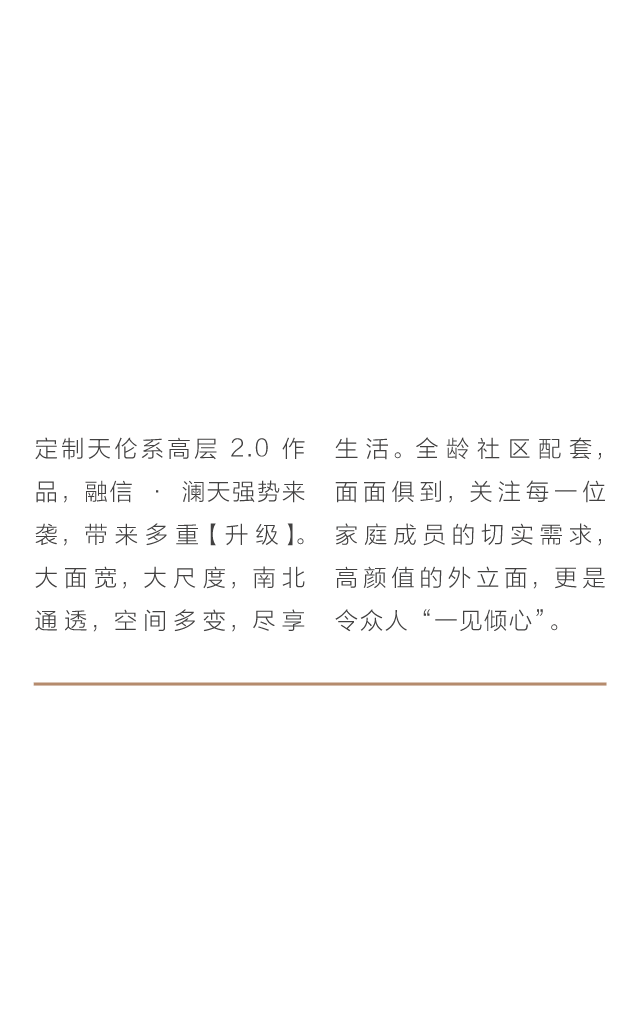 定制天伦系高层 2.0 作
品，融信 · 澜天强势来
袭，带来多重【升级】。
大面宽，大尺度，南北
通透，空间多变，尽享
生活。全龄社区配套，
面面俱到，关注每一位
家庭成员的切实需求，
高颜值的外立面，更是
令众人“一见倾心”。